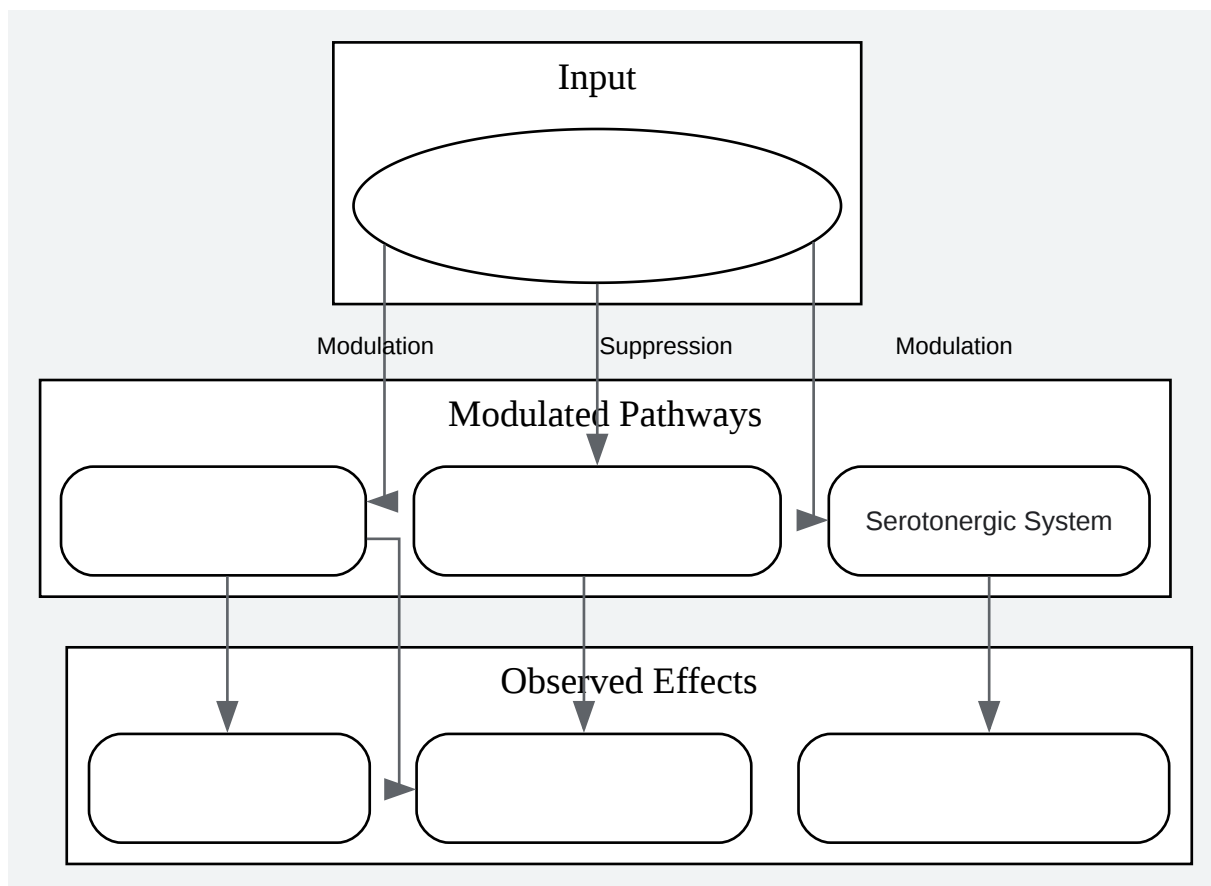 Input
Modulation
Suppression
Modulation
Modulated Pathways
Serotonergic System
Observed Effects